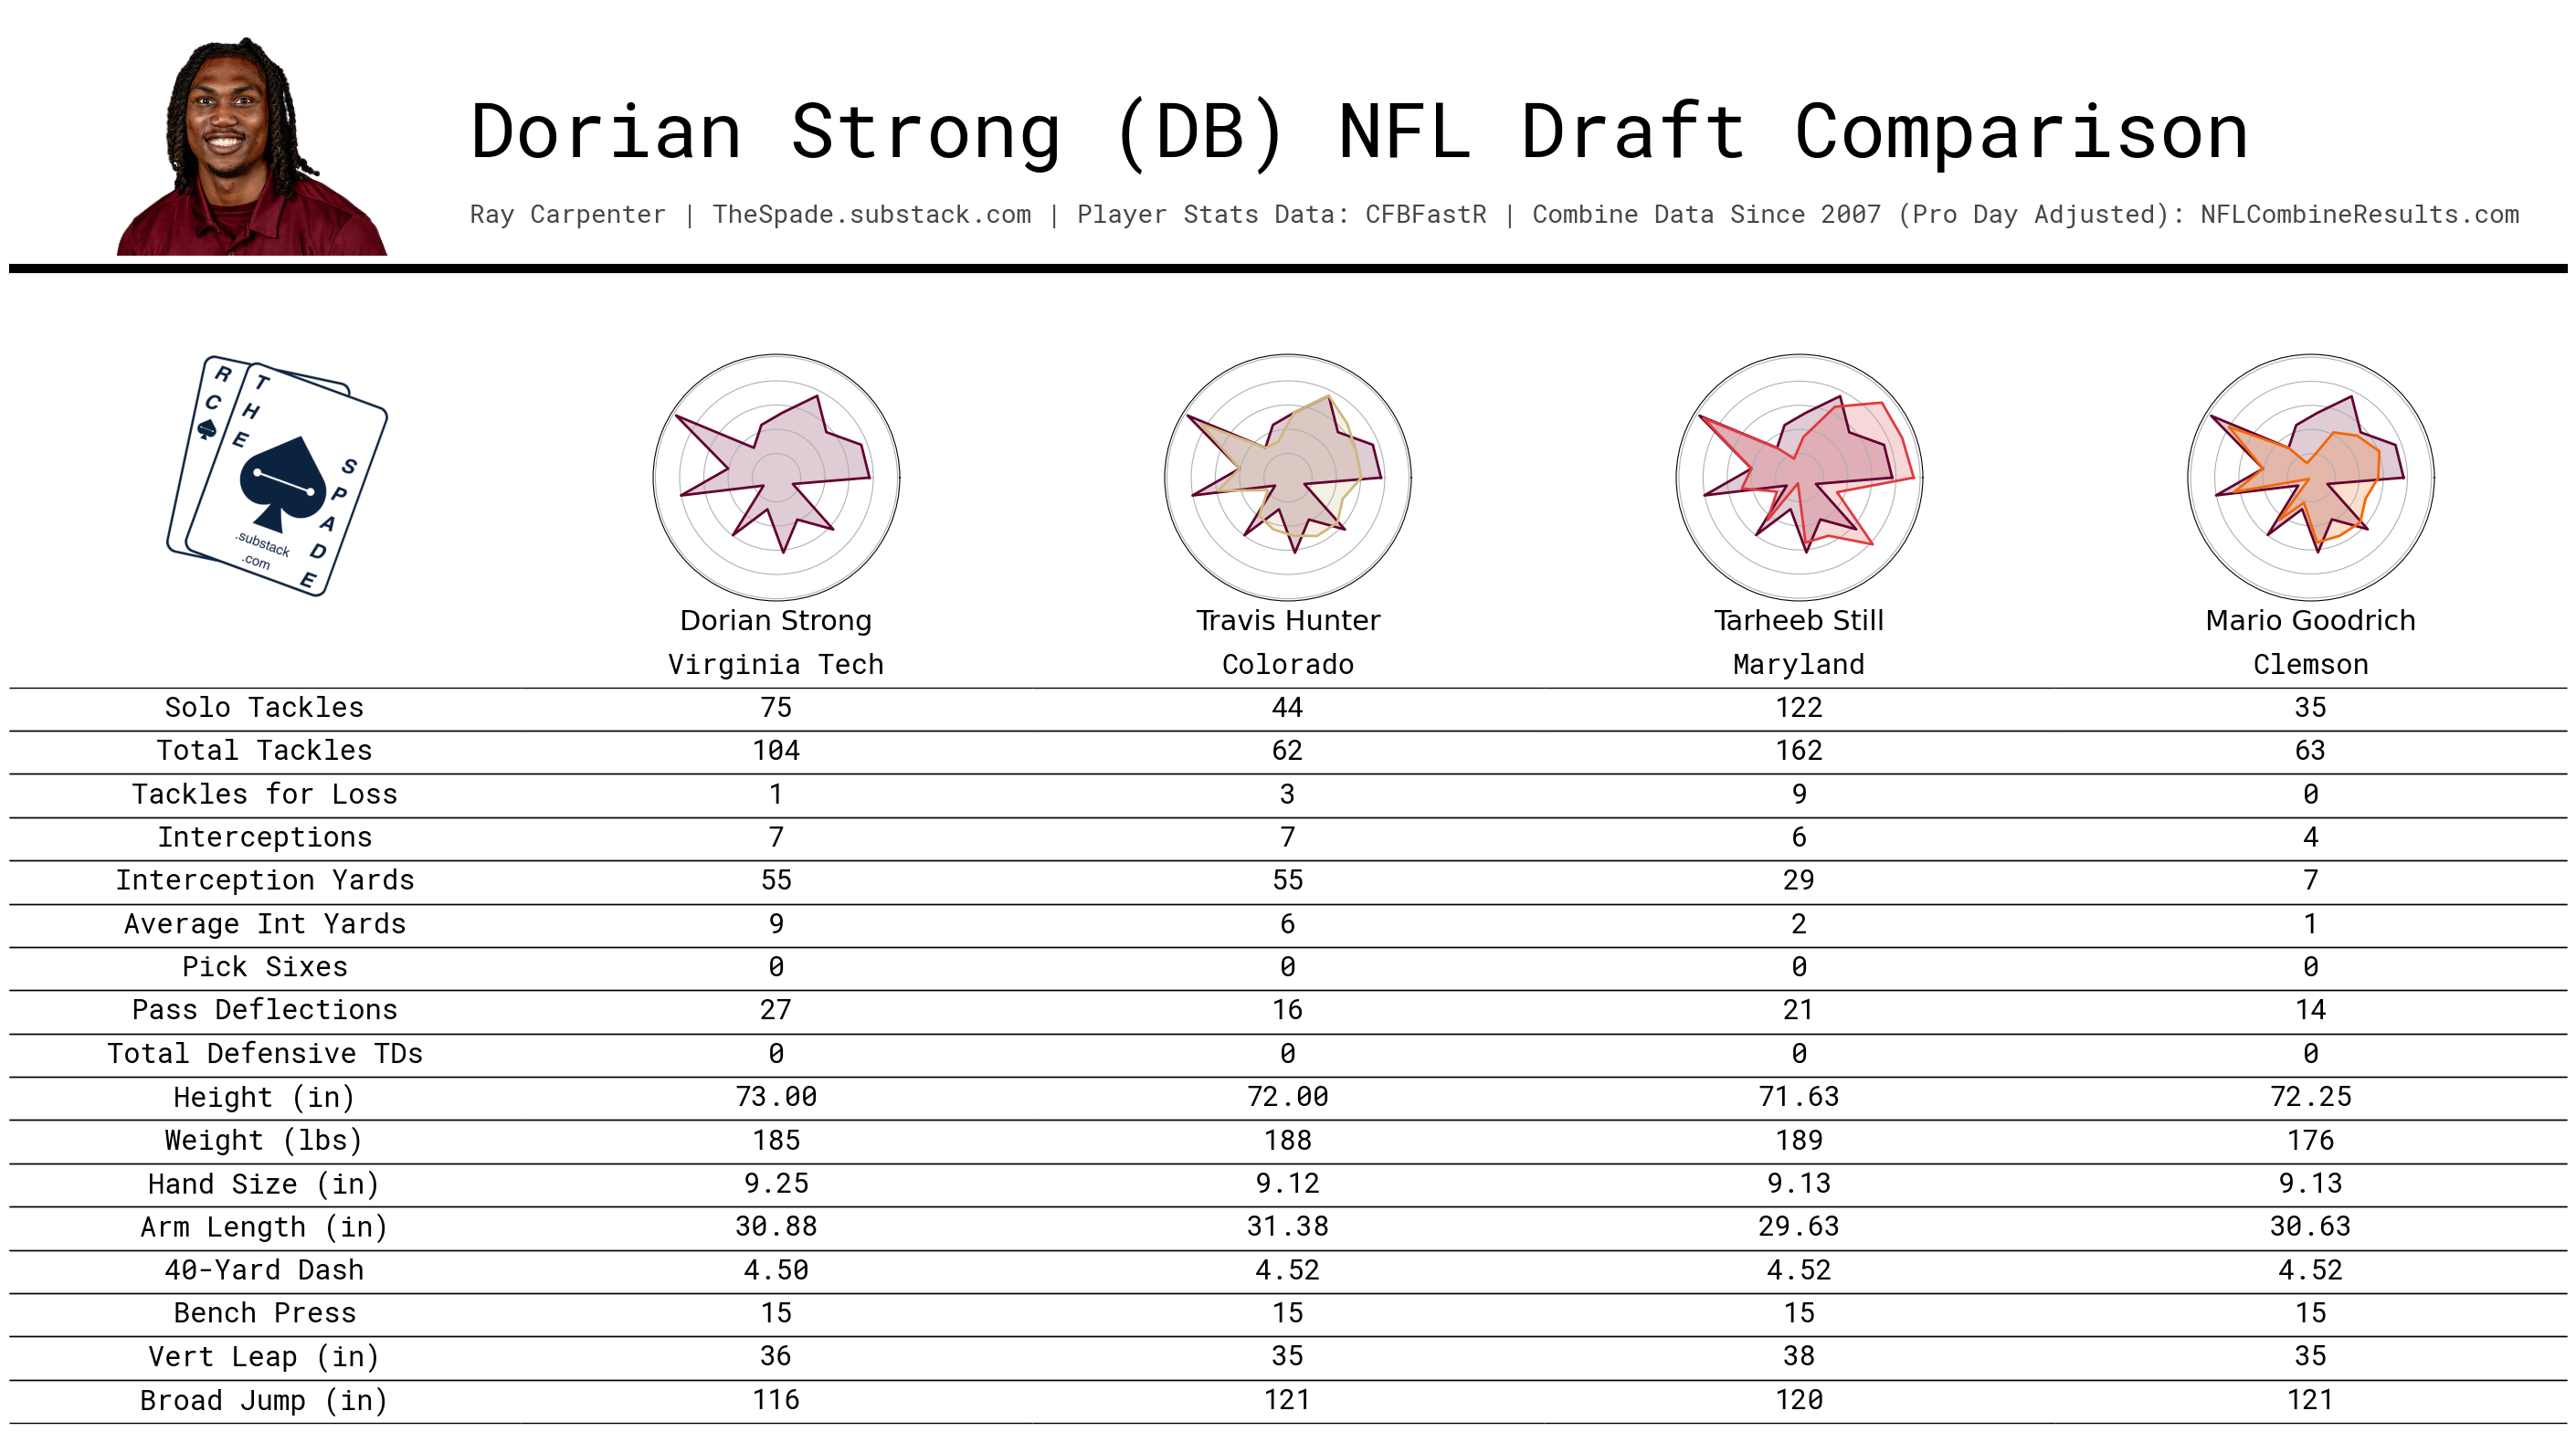 Dorian Strong (DB) NFL Draft Comparison
Ray Carpenter | TheSpade.substack.com | Player Stats Data: CFBFastR | Combine Data Since 2007 (Pro Day Adjusted): NFLCombineResults.com
R C
THE SPADE
.substack
.com
Dorian Strong Travis Hunter Tarheeb Still Mario Goodrich
Virginia Tech Colorado Maryland Clemson
Solo Tackles 75 44 122 35
Total Tackles 104 62 162 63
Tackles for Loss 1 3 9 0
Interceptions 7 7 6 4
Interception Yards 55 55 29 7
Average Int Yards 9 6 2 1
Pick Sixes 0 0 0 0
Pass Deflections 27 16 21 14
Total Defensive TDs 0 0 0 0
Height (in) 73.00 72.00 71.63 72.25
Weight (lbs) 185 188 189 176
Hand Size (in) 9.25 9.12 9.13 9.13
Arm Length (in) 30.88 31.38 29.63 30.63
40-Yard Dash 4.50 4.52 4.52 4.52
Bench Press 15 15 15 15
Vert Leap (in) 36 35 38 35
Broad Jump (in) 116 121 120 121